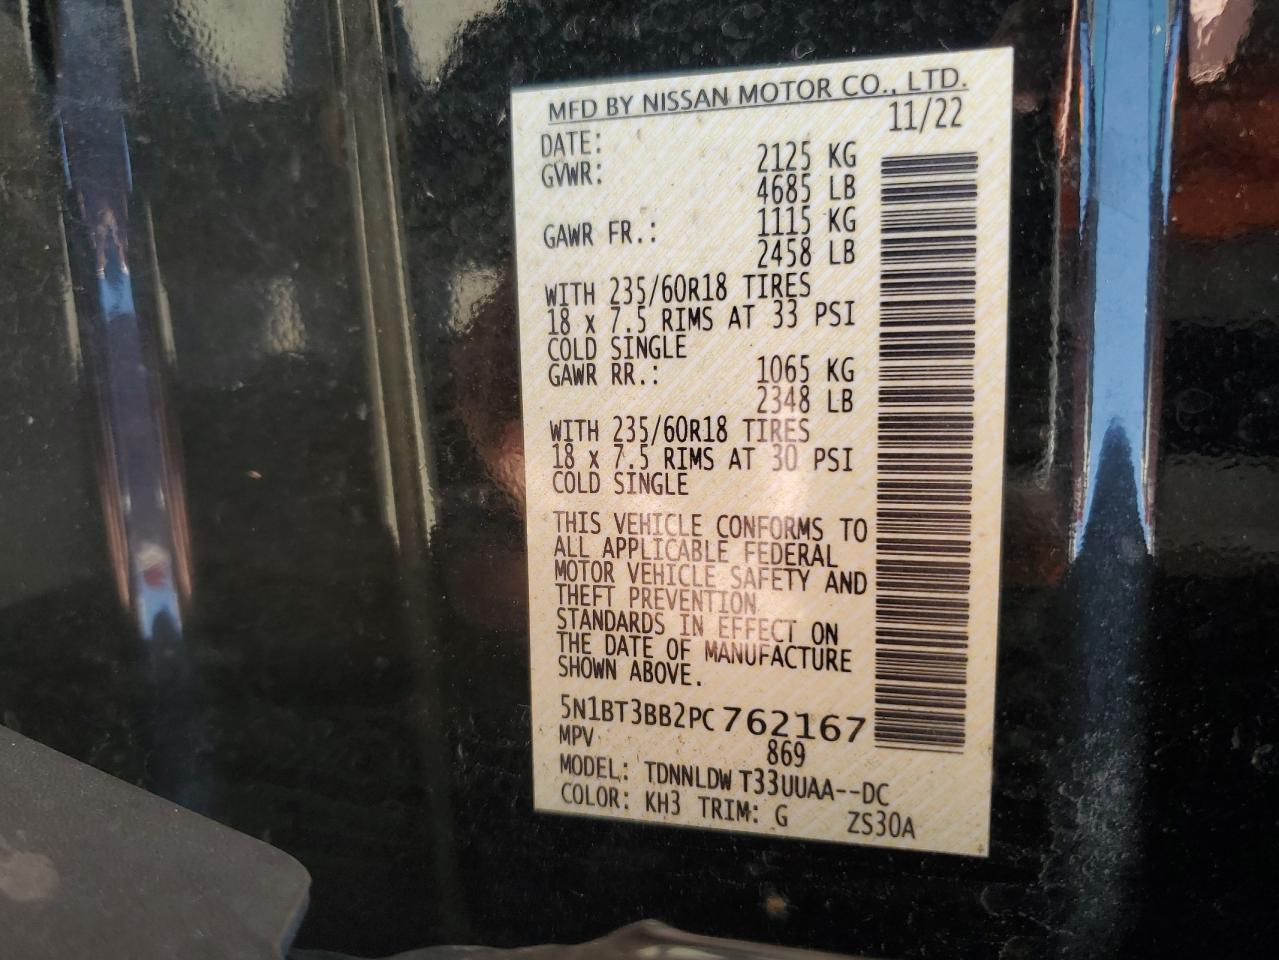 MFD BY NISSAN MOTOR CO., LTD.
DATE: 11/22
GVWR: 2125 KG
4685 LB
GAWR FR.: 1115 KG
2458 LB
WITH 235/60R18 TIRES
18 x 7.5 RIMS AT 33 PSI
COLD SINGLE
GAWR RR.: 1065 KG
2348 LB
WITH 235/60R18 TIRES
18 x 7.5 RIMS AT 30 PSI
COLD SINGLE
THIS VEHICLE CONFORMS TO
ALL APPLICABLE FEDERAL
MOTOR VEHICLE SAFETY AND
THEFT PREVENTION
STANDARDS IN EFFECT ON
THE DATE OF MANUFACTURE
SHOWN ABOVE.
5N1BT3BB2PC762167
MPV 869
MODEL: TDNNLDW T33UUAA--DC
COLOR: KH3 TRIM: G ZS30A